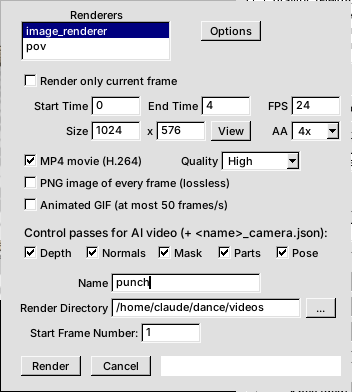 Renderers
image_renderer
pov
Options
Render only current frame
Start Time 0 End Time 4 FPS 24
Size 1024 x 576 View AA 4x
MP4 movie (H.264) Quality High
PNG image of every frame (lossless)
Animated GIF (at most 50 frames/s)
Control passes for AI video (+ <name>_camera.json):
Depth Normals Mask Parts Pose
Name punch
Render Directory /home/claude/dance/videos ...
Start Frame Number: 1
Render Cancel